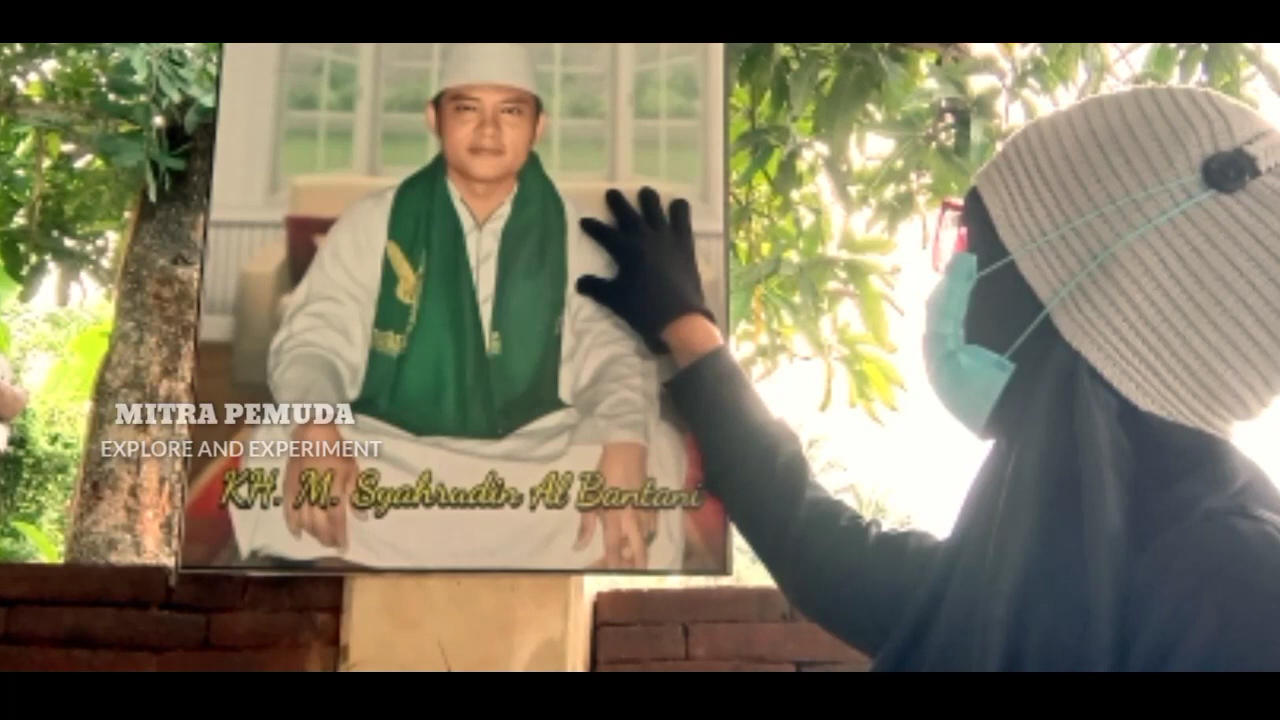 MITRA PEMUDA
EXPLORE AND EXPERIMENT
KH. M. Syahrudin Al Bantani